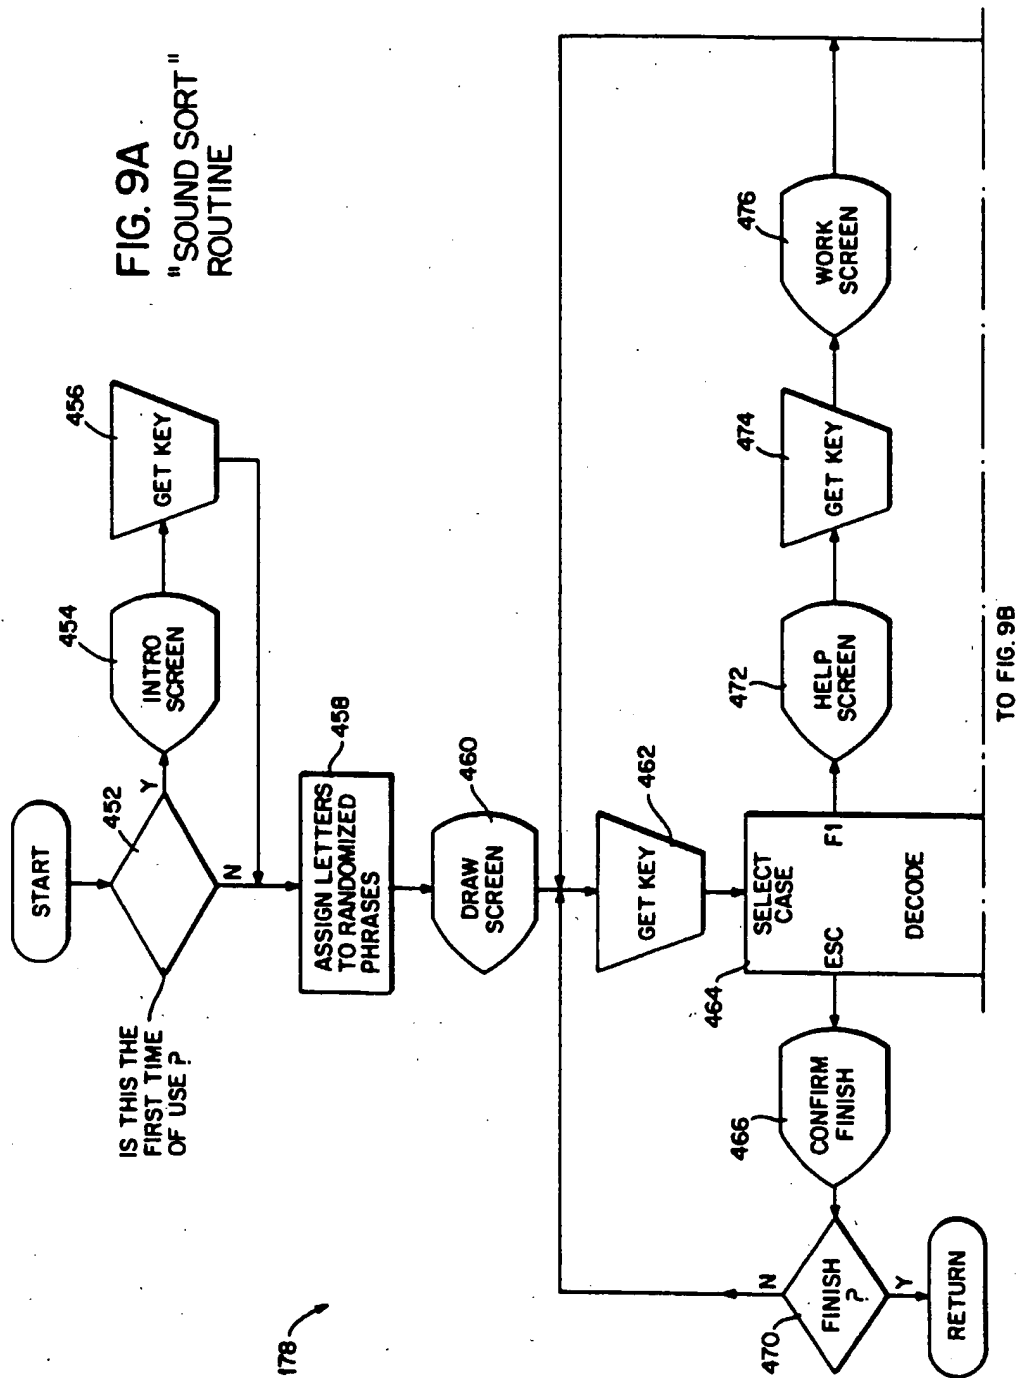 FIG. 9A
"SOUND SORT"
ROUTINE
178
START
452
IS THIS THE
FIRST TIME
OF USE ?
Y
N
454
INTRO
SCREEN
456
GET KEY
458
ASSIGN LETTERS
TO RANDOMIZED
PHRASES
460
DRAW
SCREEN
462
GET KEY
464
SELECT
CASE
ESC
F1
DECODE
466
CONFIRM
FINISH
470
FINISH
?
N
Y
RETURN
472
HELP
SCREEN
474
GET KEY
476
WORK
SCREEN
TO FIG. 9B